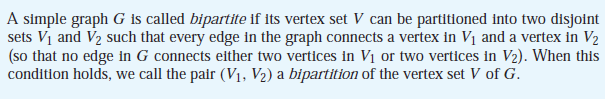 A simple graph G is called bipartite if its vertex set V can be partitioned into two disjoint
sets V₁ and V₂ such that every edge in the graph connects a vertex in V₁ and a vertex in V₂
(so that no edge in G connects either two vertices in V₁ or two vertices in V₂). When this
condition holds, we call the pair (V₁, V₂) a bipartition of the vertex set V of G.